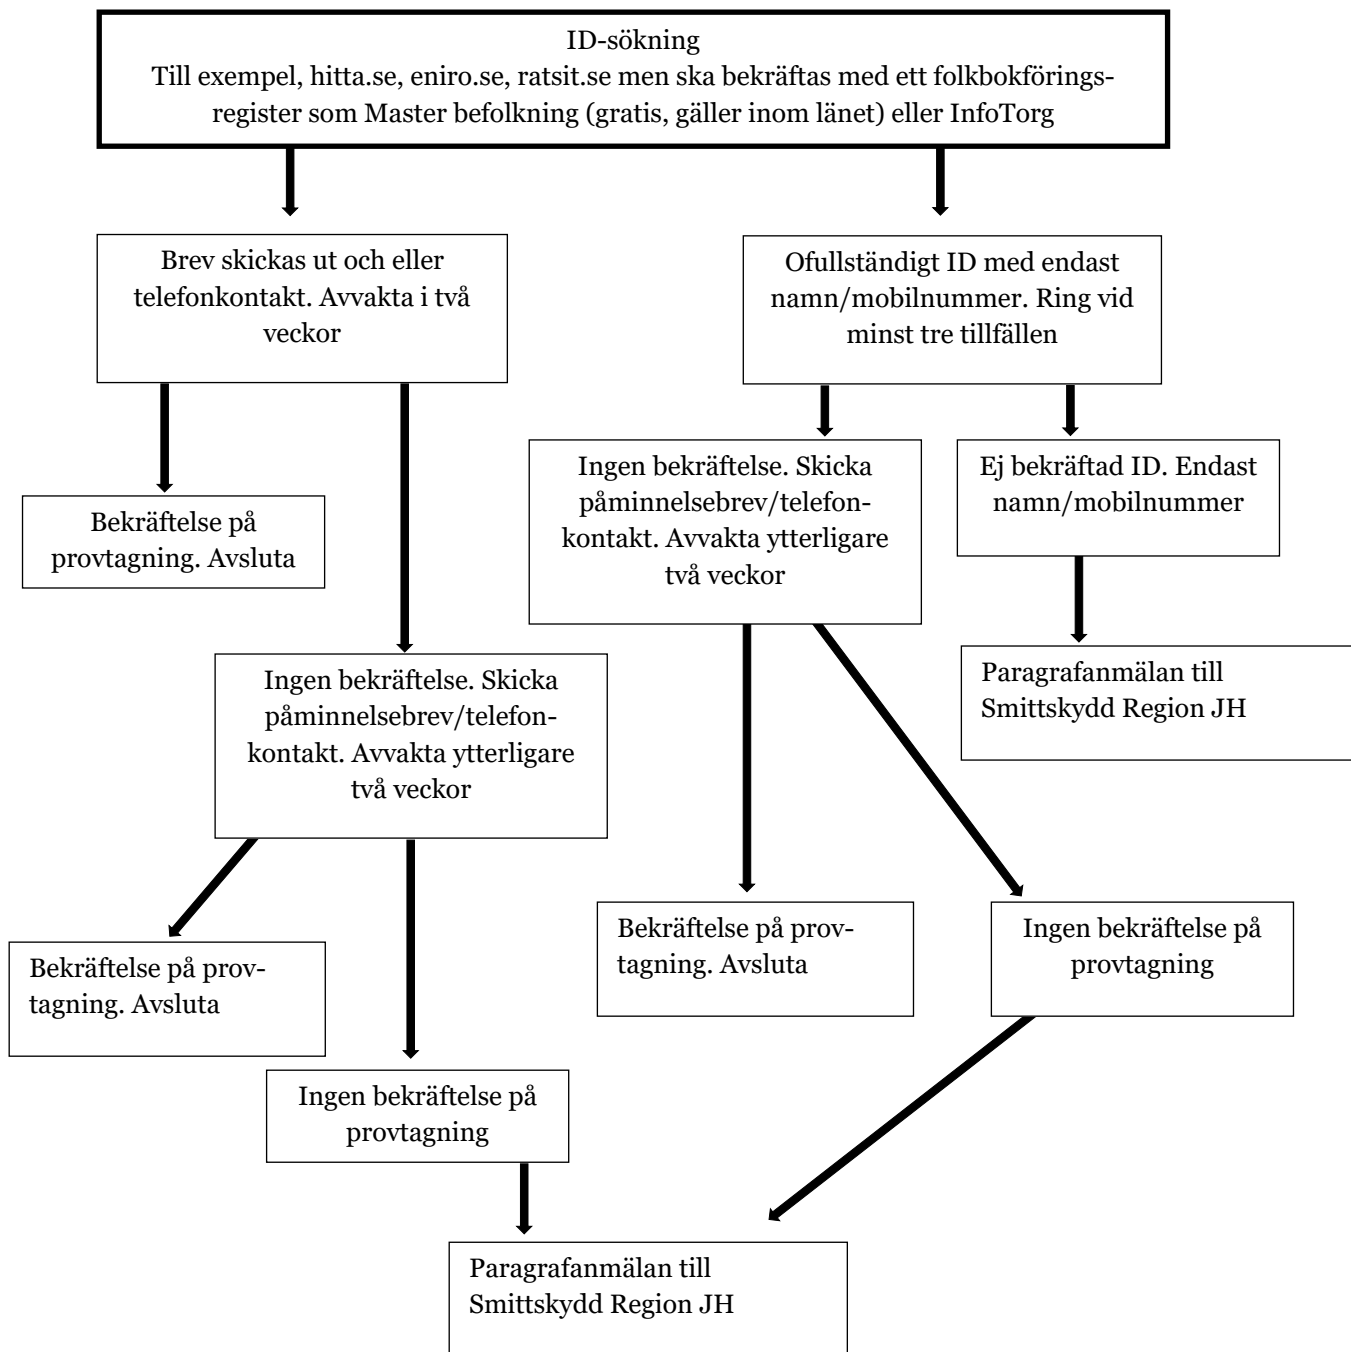 ID-sökning
Till exempel, hitta.se, eniro.se, ratsit.se men ska bekräftas med ett folkbokförings-
register som Master befolkning (gratis, gäller inom länet) eller InfoTorg
Brev skickas ut och eller
telefonkontakt. Avvakta i två
veckor
Ofullständigt ID med endast
namn/mobilnummer. Ring vid
minst tre tillfällen
Bekräftelse på
provtagning. Avsluta
Ingen bekräftelse. Skicka
påminnelsebrev/telefon-
kontakt. Avvakta ytterligare
två veckor
Ej bekräftad ID. Endast
namn/mobilnummer
Paragrafanmälan till
Smittskydd Region JH
Ingen bekräftelse. Skicka
påminnelsebrev/telefon-
kontakt. Avvakta ytterligare
två veckor
Bekräftelse på prov-
tagning. Avsluta
Ingen bekräftelse på
provtagning
Bekräftelse på prov-
tagning. Avsluta
Ingen bekräftelse på
provtagning
Paragrafanmälan till
Smittskydd Region JH